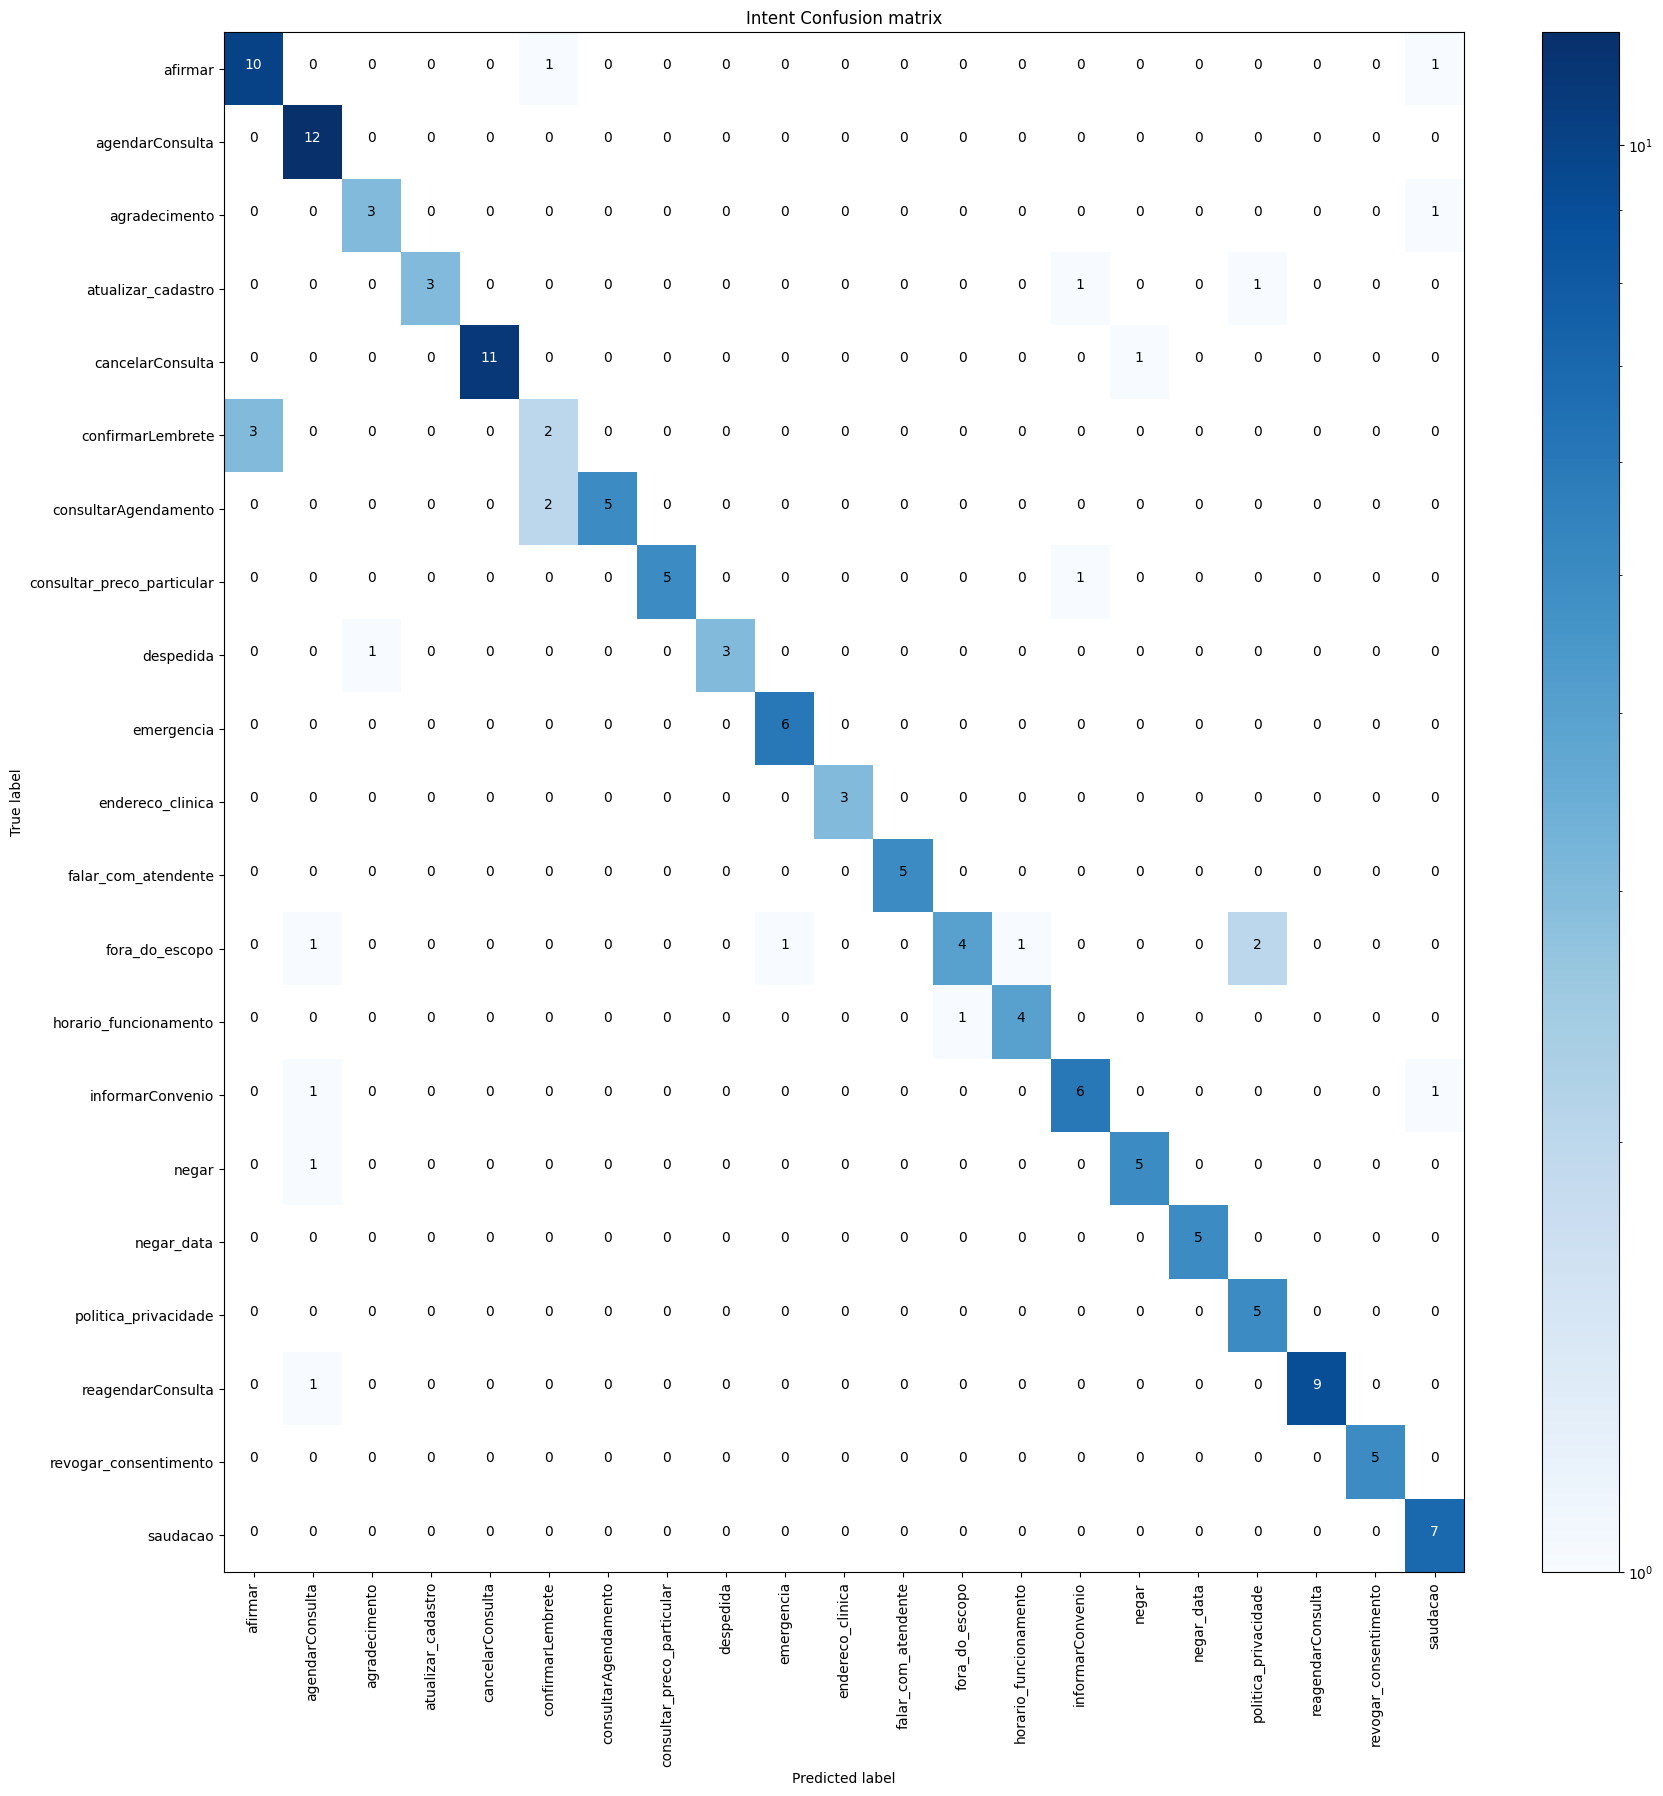 Intent Confusion matrix
afirmar 10 0 0 0 0 1 0 0 0 0 0 0 0 0 0 0 0 0 0 0 1
agendarConsulta 0 12 0 0 0 0 0 0 0 0 0 0 0 0 0 0 0 0 0 0 0
agradecimento 0 0 3 0 0 0 0 0 0 0 0 0 0 0 0 0 0 0 0 0 1
atualizar_cadastro 0 0 0 3 0 0 0 0 0 0 0 0 0 0 1 0 0 1 0 0 0
cancelarConsulta 0 0 0 0 11 0 0 0 0 0 0 0 0 0 0 1 0 0 0 0 0
confirmarLembrete 3 0 0 0 0 2 0 0 0 0 0 0 0 0 0 0 0 0 0 0 0
consultarAgendamento 0 0 0 0 0 2 5 0 0 0 0 0 0 0 0 0 0 0 0 0 0
consultar_preco_particular 0 0 0 0 0 0 0 5 0 0 0 0 0 0 1 0 0 0 0 0 0
despedida 0 0 1 0 0 0 0 0 3 0 0 0 0 0 0 0 0 0 0 0 0
emergencia 0 0 0 0 0 0 0 0 0 6 0 0 0 0 0 0 0 0 0 0 0
endereco_clinica 0 0 0 0 0 0 0 0 0 0 3 0 0 0 0 0 0 0 0 0 0
falar_com_atendente 0 0 0 0 0 0 0 0 0 0 0 5 0 0 0 0 0 0 0 0 0
fora_do_escopo 0 1 0 0 0 0 0 0 0 1 0 0 4 1 0 0 0 2 0 0 0
horario_funcionamento 0 0 0 0 0 0 0 0 0 0 0 0 1 4 0 0 0 0 0 0 0
informarConvenio 0 1 0 0 0 0 0 0 0 0 0 0 0 0 6 0 0 0 0 0 1
negar 0 1 0 0 0 0 0 0 0 0 0 0 0 0 0 5 0 0 0 0 0
negar_data 0 0 0 0 0 0 0 0 0 0 0 0 0 0 0 0 5 0 0 0 0
politica_privacidade 0 0 0 0 0 0 0 0 0 0 0 0 0 0 0 0 0 5 0 0 0
reagendarConsulta 0 1 0 0 0 0 0 0 0 0 0 0 0 0 0 0 0 0 9 0 0
revogar_consentimento 0 0 0 0 0 0 0 0 0 0 0 0 0 0 0 0 0 0 0 5 0
saudacao 0 0 0 0 0 0 0 0 0 0 0 0 0 0 0 0 0 0 0 0 7
True label
afirmar
agendarConsulta
agradecimento
atualizar_cadastro
cancelarConsulta
confirmarLembrete
consultarAgendamento
consultar_preco_particular
despedida
emergencia
endereco_clinica
falar_com_atendente
fora_do_escopo
horario_funcionamento
informarConvenio
negar
negar_data
politica_privacidade
reagendarConsulta
revogar_consentimento
saudacao
Predicted label
10¹
10⁰